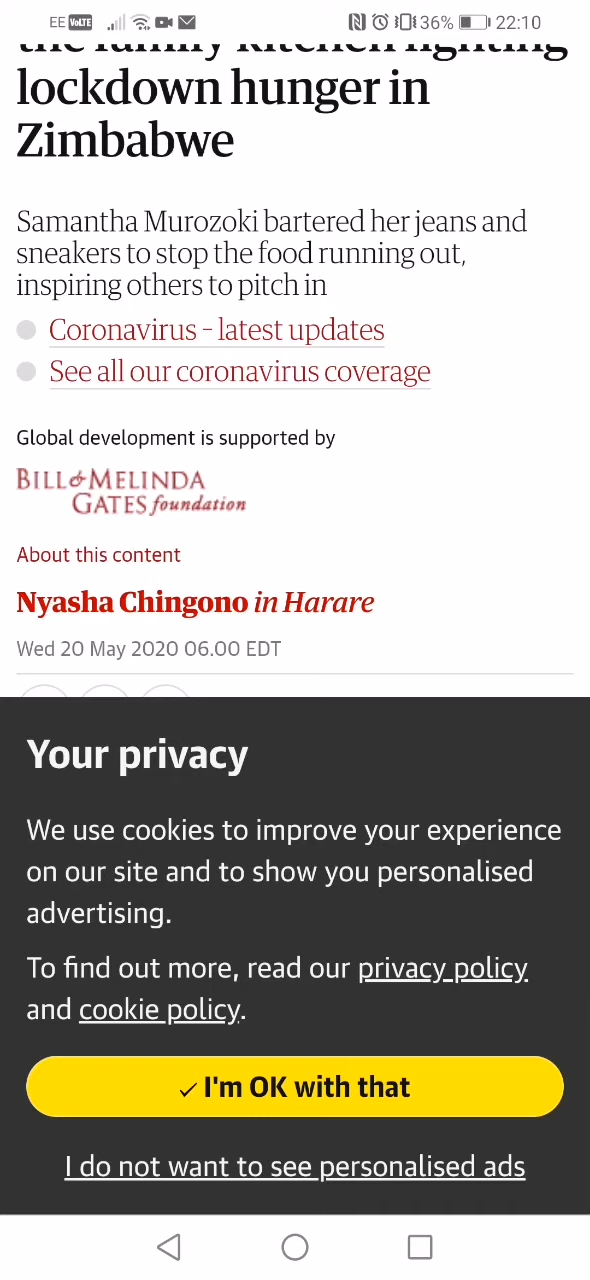 EE VoLTE 36% 22:10
the family kitchen fighting
lockdown hunger in
Zimbabwe
Samantha Murozoki bartered her jeans and
sneakers to stop the food running out,
inspiring others to pitch in
Coronavirus – latest updates
See all our coronavirus coverage
Global development is supported by
BILL & MELINDA
GATES foundation
About this content
Nyasha Chingono in Harare
Wed 20 May 2020 06.00 EDT
Your privacy
We use cookies to improve your experience
on our site and to show you personalised
advertising.
To find out more, read our privacy policy
and cookie policy.
✓ I'm OK with that
I do not want to see personalised ads